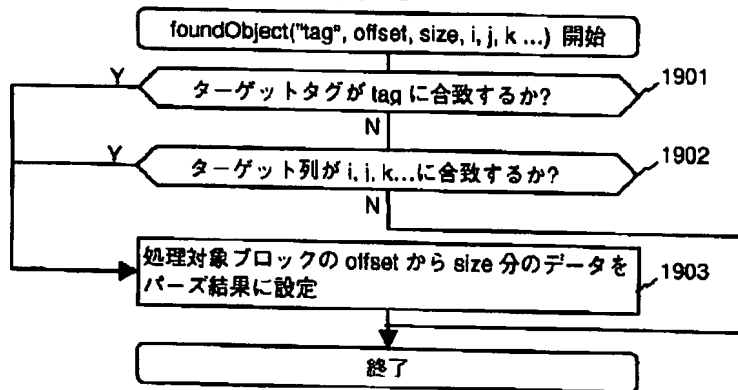 foundObject("tag", offset, size, i, j, k ...) 開始
Y
ターゲットタグが tag に合致するか?
1901
N
Y
ターゲット列が i, j, k...に合致するか?
1902
N
処理対象ブロックの offset から size 分のデータを
パーズ結果に設定
1903
終了